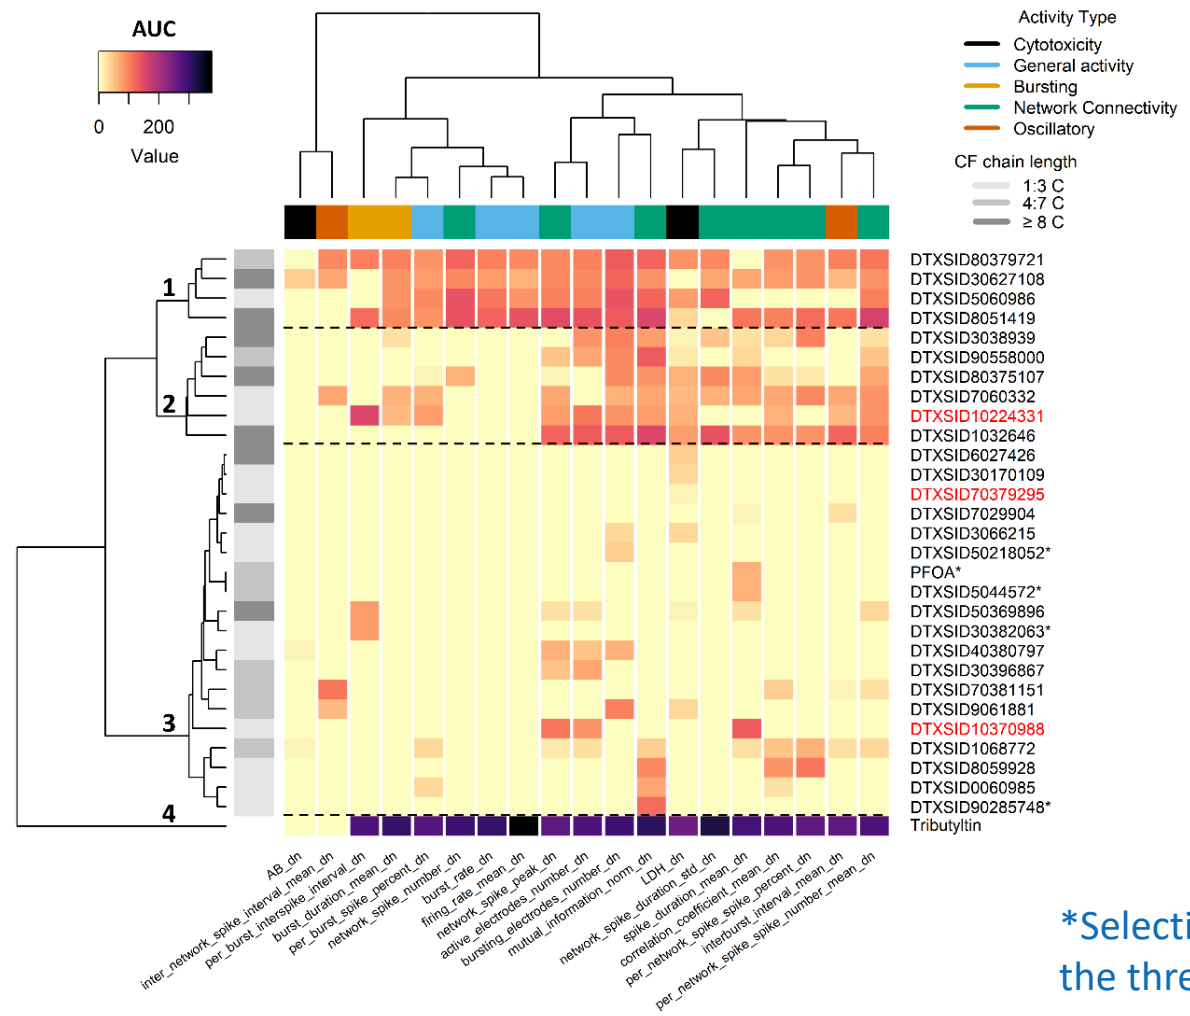 AUC
0 200
Value
Activity Type
Cytotoxicity
General activity
Bursting
Network Connectivity
Oscillatory
CF chain length
1:3 C
4:7 C
≥ 8 C
1
2
3
4
DTXSID80379721
DTXSID30627108
DTXSID5060986
DTXSID8051419
DTXSID3038939
DTXSID90558000
DTXSID80375107
DTXSID7060332
DTXSID10224331
DTXSID1032646
DTXSID6027426
DTXSID30170109
DTXSID70379295
DTXSID7029904
DTXSID3066215
DTXSID50218052*
PFOA*
DTXSID5044572*
DTXSID50369896
DTXSID30382063*
DTXSID40380797
DTXSID30396867
DTXSID70381151
DTXSID9061881
DTXSID10370988
DTXSID1068772
DTXSID8059928
DTXSID0060985
DTXSID90285748*
Tributyltin
AB_dn
inter_network_spike_interval_mean_dn
per_burst_interspike_interval_dn
burst_duration_mean_dn
per_burst_spike_percent_dn
network_spike_number_dn
burst_rate_dn
firing_rate_mean_dn
network_spike_peak_dn
active_electrodes_number_dn
bursting_electrodes_number_dn
mutual_information_norm_dn
LDH_dn
network_spike_duration_std_dn
spike_duration_mean_dn
correlation_coefficient_mean_dn
per_network_spike_spike_percent_dn
interburst_interval_mean_dn
per_network_spike_spike_number_mean_dn
*Selecti
the thre